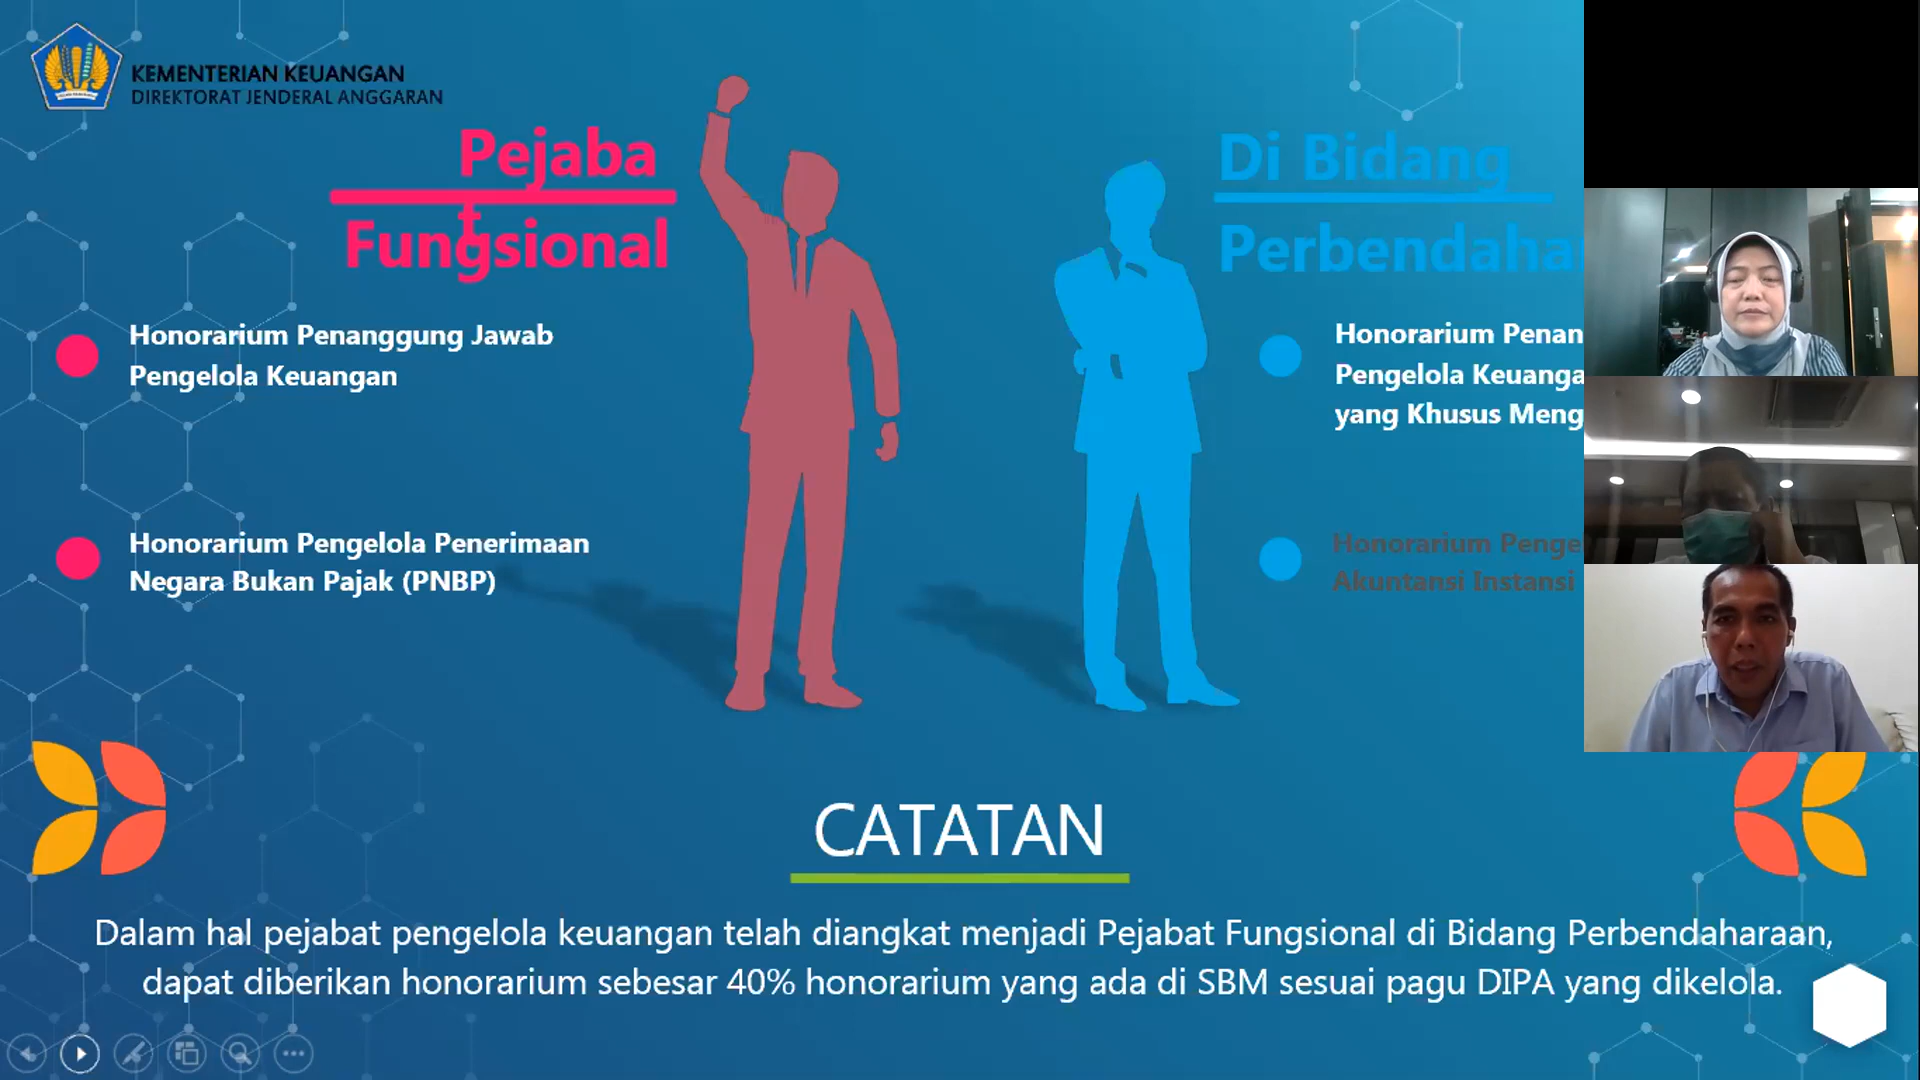 KEMENTERIAN KEUANGAN
DIREKTORAT JENDERAL ANGGARAN
Pejaba
t
Fungsional
Honorarium Penanggung Jawab
Pengelola Keuangan
Honorarium Pengelola Penerimaan
Negara Bukan Pajak (PNBP)
Di Bidang
Perbendaha
Honorarium Penan
Pengelola Keuanga
yang Khusus Meng
Honorarium Penge
Akuntansi Instansi
CATATAN
Dalam hal pejabat pengelola keuangan telah diangkat menjadi Pejabat Fungsional di Bidang Perbendaharaan,
dapat diberikan honorarium sebesar 40% honorarium yang ada di SBM sesuai pagu DIPA yang dikelola.